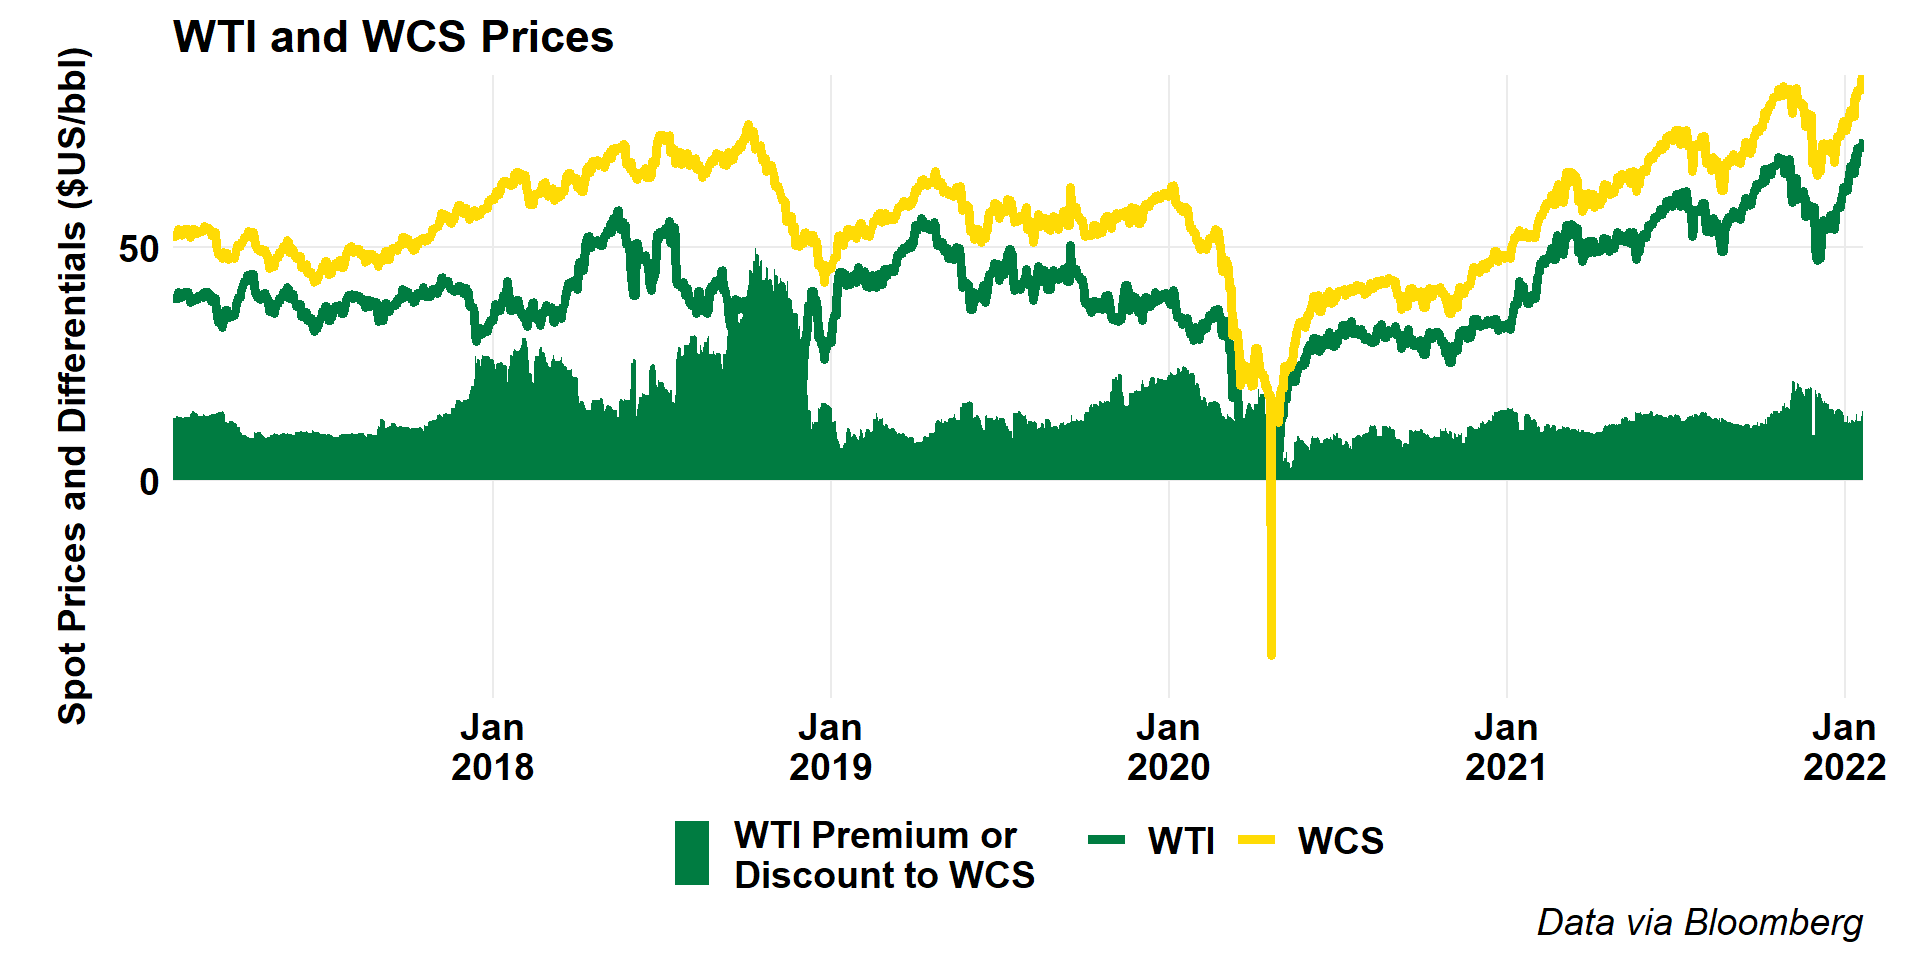 WTI and WCS Prices
Spot Prices and Differentials ($US/bbl)
50
0
Jan
2018
Jan
2019
Jan
2020
Jan
2021
Jan
2022
WTI Premium or
Discount to WCS
WTI
WCS
Data via Bloomberg